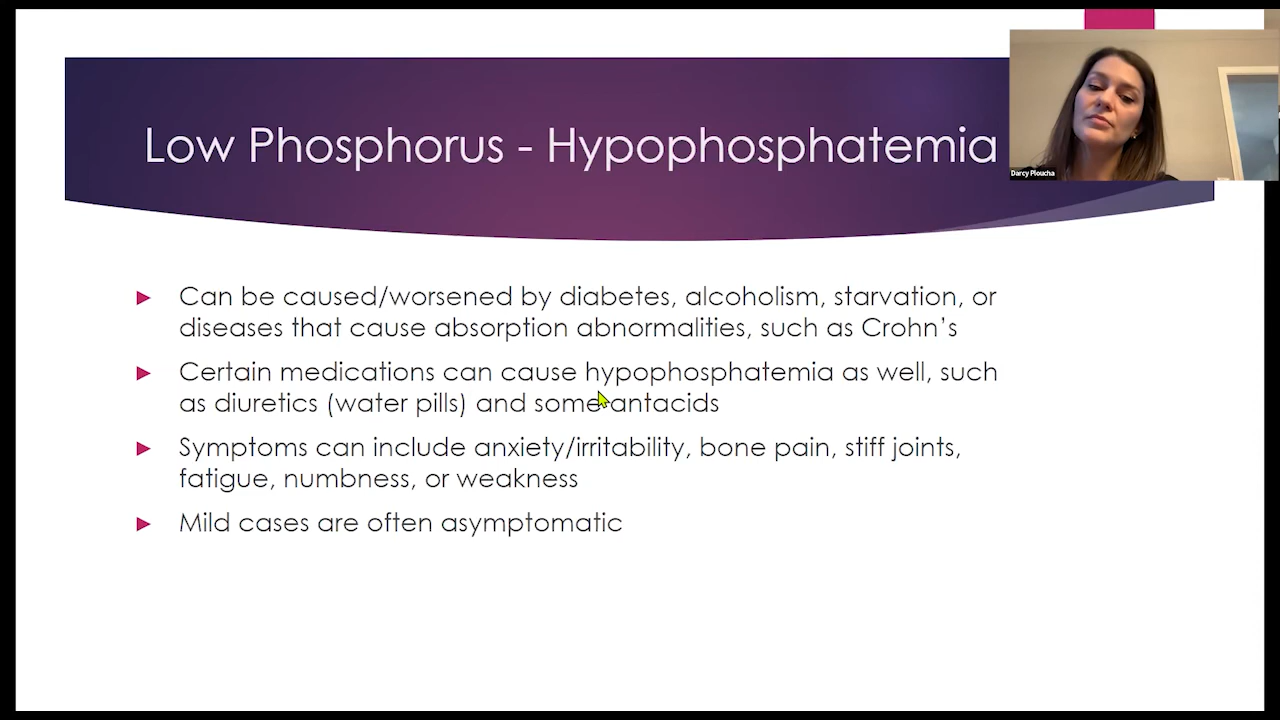 Low Phosphorus - Hypophosphatemia
Darcy Ploucha
Can be caused/worsened by diabetes, alcoholism, starvation, or
diseases that cause absorption abnormalities, such as Crohn’s
Certain medications can cause hypophosphatemia as well, such
as diuretics (water pills) and some antacids
Symptoms can include anxiety/irritability, bone pain, stiff joints,
fatigue, numbness, or weakness
Mild cases are often asymptomatic